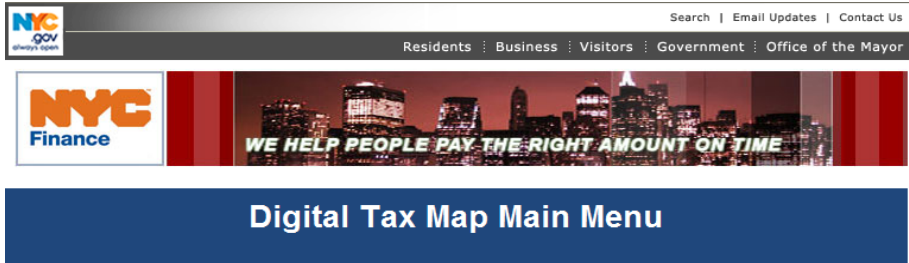 NYC
.gov
always open
Search | Email Updates | Contact Us
Residents Business Visitors Government Office of the Mayor
NYC
Finance
WE HELP PEOPLE PAY THE RIGHT AMOUNT ON TIME
Digital Tax Map Main Menu